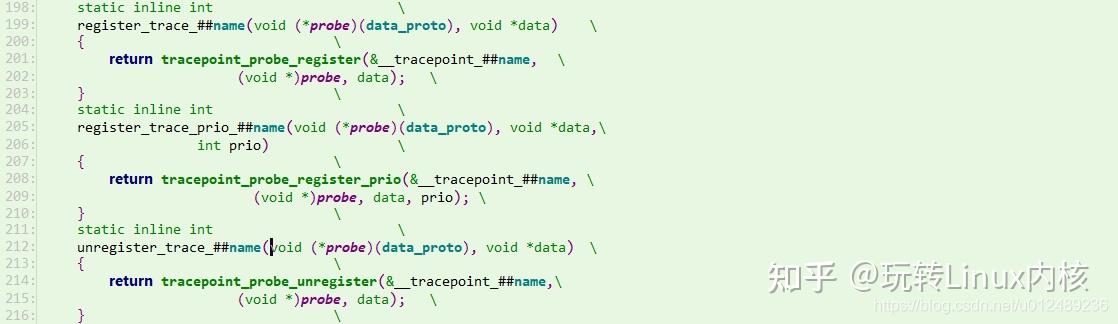 198: static inline int \
199: register_trace_##name(void (*probe)(data_proto), void *data) \
200: { \
201: return tracepoint_probe_register(&__tracepoint_##name, \
202: (void *)probe, data); \
203: } \
204: static inline int \
205: register_trace_prio_##name(void (*probe)(data_proto), void *data,\
206: int prio) \
207: { \
208: return tracepoint_probe_register_prio(&__tracepoint_##name, \
209: (void *)probe, data, prio); \
210: } \
211: static inline int \
212: unregister_trace_##name(void (*probe)(data_proto), void *data) \
213: { \
214: return tracepoint_probe_unregister(&__tracepoint_##name,\
215: (void *)probe, data); \
216: } \
知乎 @玩转Linux内核
https://blog.csdn.net/u012489236